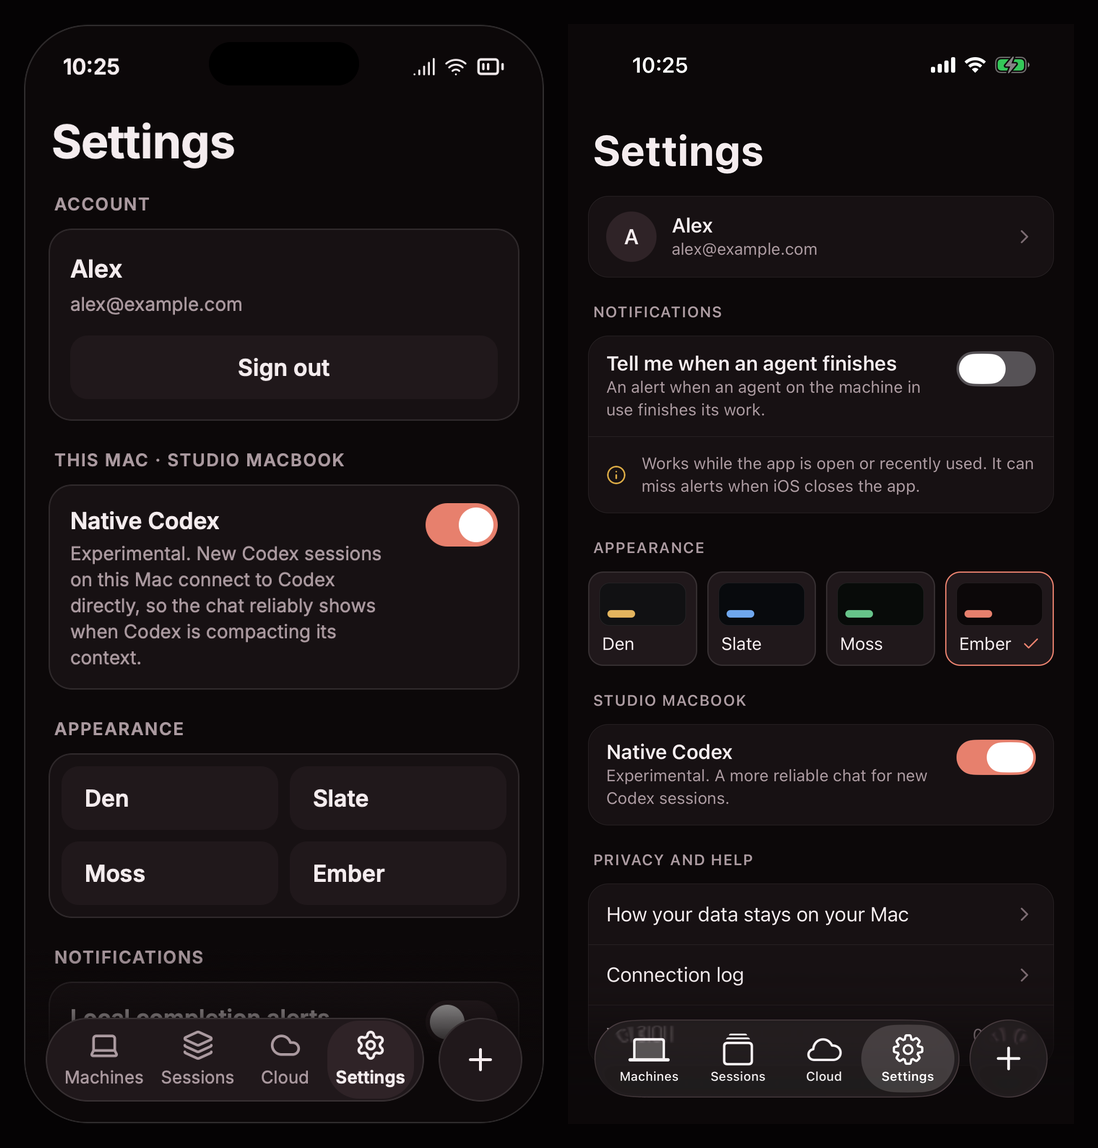 10:25
Settings
ACCOUNT
Alex
alex@example.com
Sign out
THIS MAC · STUDIO MACBOOK
Native Codex
Experimental. New Codex sessions
on this Mac connect to Codex
directly, so the chat reliably shows
when Codex is compacting its
context.
APPEARANCE
Den
Slate
Moss
Ember
NOTIFICATIONS
Local completion alerts
Machines
Sessions
Cloud
Settings
10:25
Settings
A
Alex
alex@example.com
NOTIFICATIONS
Tell me when an agent finishes
An alert when an agent on the machine in
use finishes its work.
Works while the app is open or recently used. It can
miss alerts when iOS closes the app.
APPEARANCE
Den
Slate
Moss
Ember
STUDIO MACBOOK
Native Codex
Experimental. A more reliable chat for new
Codex sessions.
PRIVACY AND HELP
How your data stays on your Mac
Connection log
Machines
Sessions
Cloud
Settings